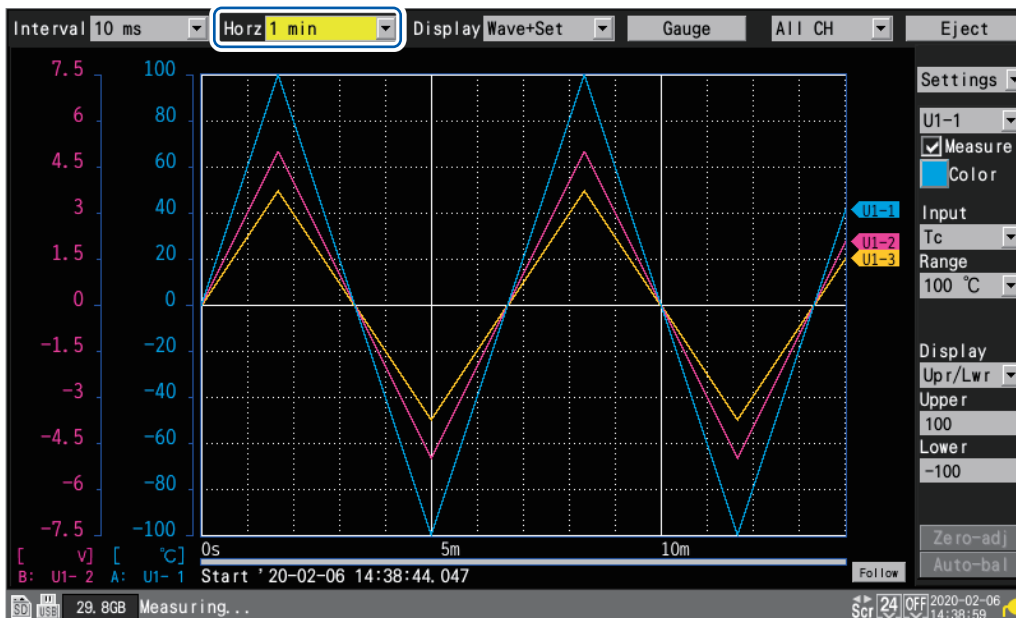 Interval 10 ms Horz 1 min Display Wave+Set Gauge All CH Eject
7.5 100
6 80
4.5 60
3 40
1.5 20
0 0
-1.5 -20
-3 -40
-4.5 -60
-6 -80
-7.5 -100
[ V] [ ℃]
B: U1- 2 A: U1- 1
0s 5m 10m
Start '20-02-06 14:38:44.047
U1-1
U1-2
U1-3
Follow
Settings
U1-1
Measure
Color
Input
Tc
Range
100 ℃
Display
Upr/Lwr
Upper
100
Lower
-100
Zero-adj
Auto-bal
SD USB 29.8GB Measuring...
Scr 24 OFF 2020-02-06
14:38:59